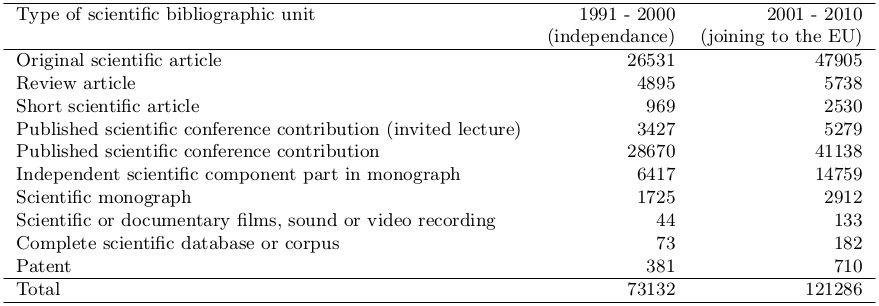 Type of scientific bibliographic unit 1991 - 2000 2001 - 2010
(independance) (joining to the EU)
Original scientific article 26531 47905
Review article 4895 5738
Short scientific article 969 2530
Published scientific conference contribution (invited lecture) 3427 5279
Published scientific conference contribution 28670 41138
Independent scientific component part in monograph 6417 14759
Scientific monograph 1725 2912
Scientific or documentary films, sound or video recording 44 133
Complete scientific database or corpus 73 182
Patent 381 710
Total 73132 121286